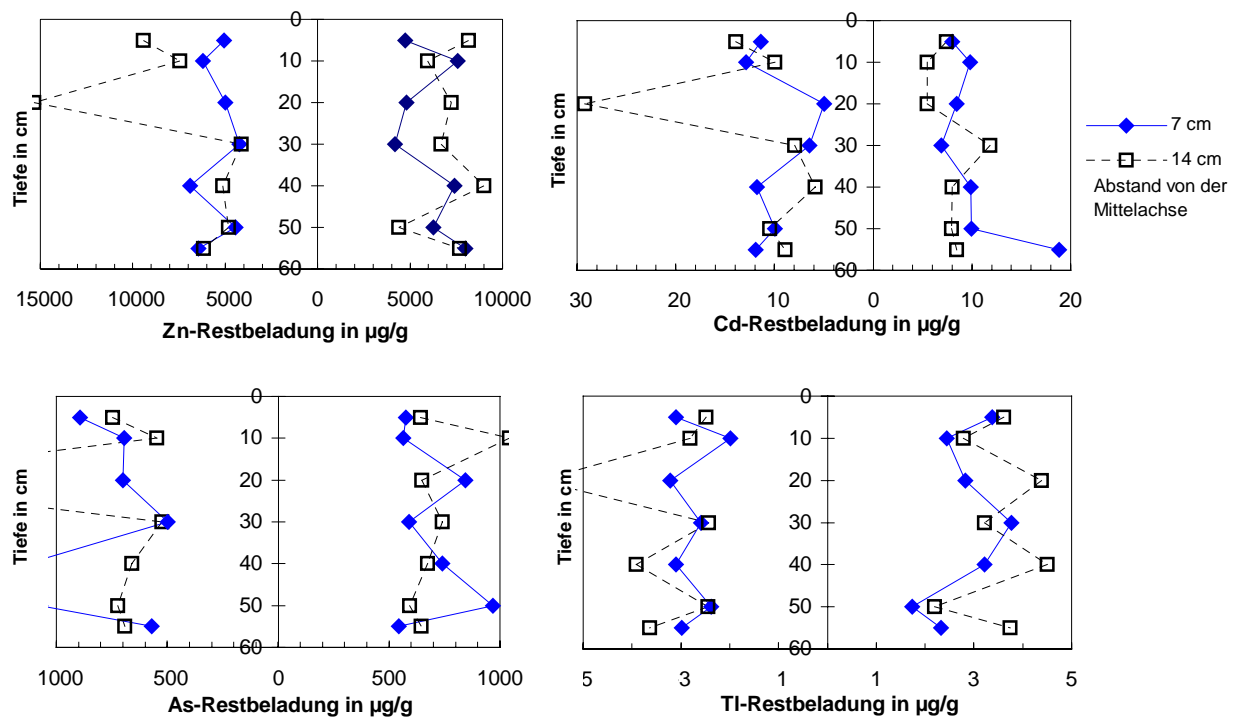 0
10
20
30
40
50
60
Tiefe in cm
15000 10000 5000 0 5000 10000
Zn-Restbeladung in µg/g
0
10
20
30
40
50
60
Tiefe in cm
30 20 10 0 10 20
Cd-Restbeladung in µg/g
7 cm
14 cm
Abstand von der
Mittelachse
0
10
20
30
40
50
60
Tiefe in cm
1000 500 0 500 1000
As-Restbeladung in µg/g
0
10
20
30
40
50
60
Tiefe in cm
5 3 1 1 3 5
Tl-Restbeladung in µg/g